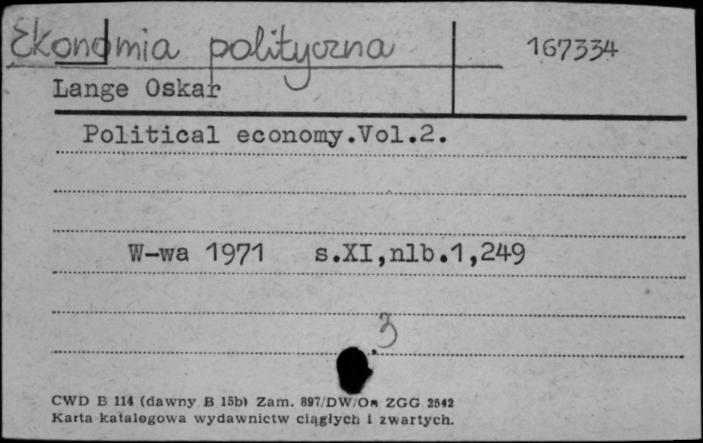 Ekonomia polityczna
167334
Lange Oskar
Political economy.Vol.2.
W-wa 1971 s.XI,nlb.1,249
3
CWD B 114 (dawny B 15b) Zam. 897/DW/On ZGG 2542
Karta katalogowa wydawnictw ciągłych i zwartych.